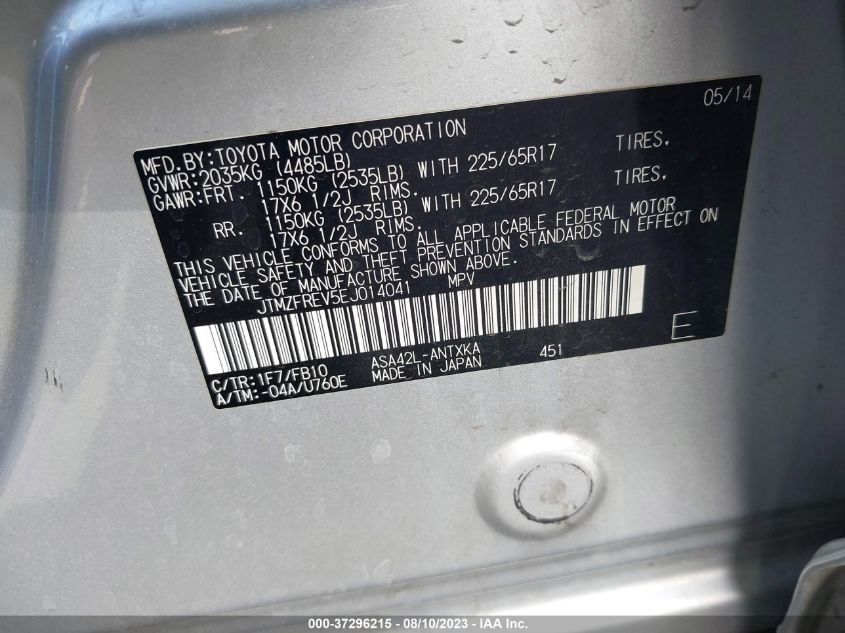 05/14
MFD.BY:TOYOTA MOTOR CORPORATION
GVWR:2035KG (4485LB)
GAWR:FRT. 1150KG (2535LB) WITH 225/65R17 TIRES,
17X6 1/2J RIMS.
RR. 1150KG (2535LB) WITH 225/65R17 TIRES,
17X6 1/2J RIMS.
THIS VEHICLE CONFORMS TO ALL APPLICABLE FEDERAL MOTOR
VEHICLE SAFETY AND THEFT PREVENTION STANDARDS IN EFFECT ON
THE DATE OF MANUFACTURE SHOWN ABOVE.
JTMZFREV5EJ014041 MPV
E
C/TR:1F7/FB10 ASA42L-ANTXKA 451
A/TM:-04A/U760E MADE IN JAPAN
000-37296215 - 08/10/2023 - IAA Inc.